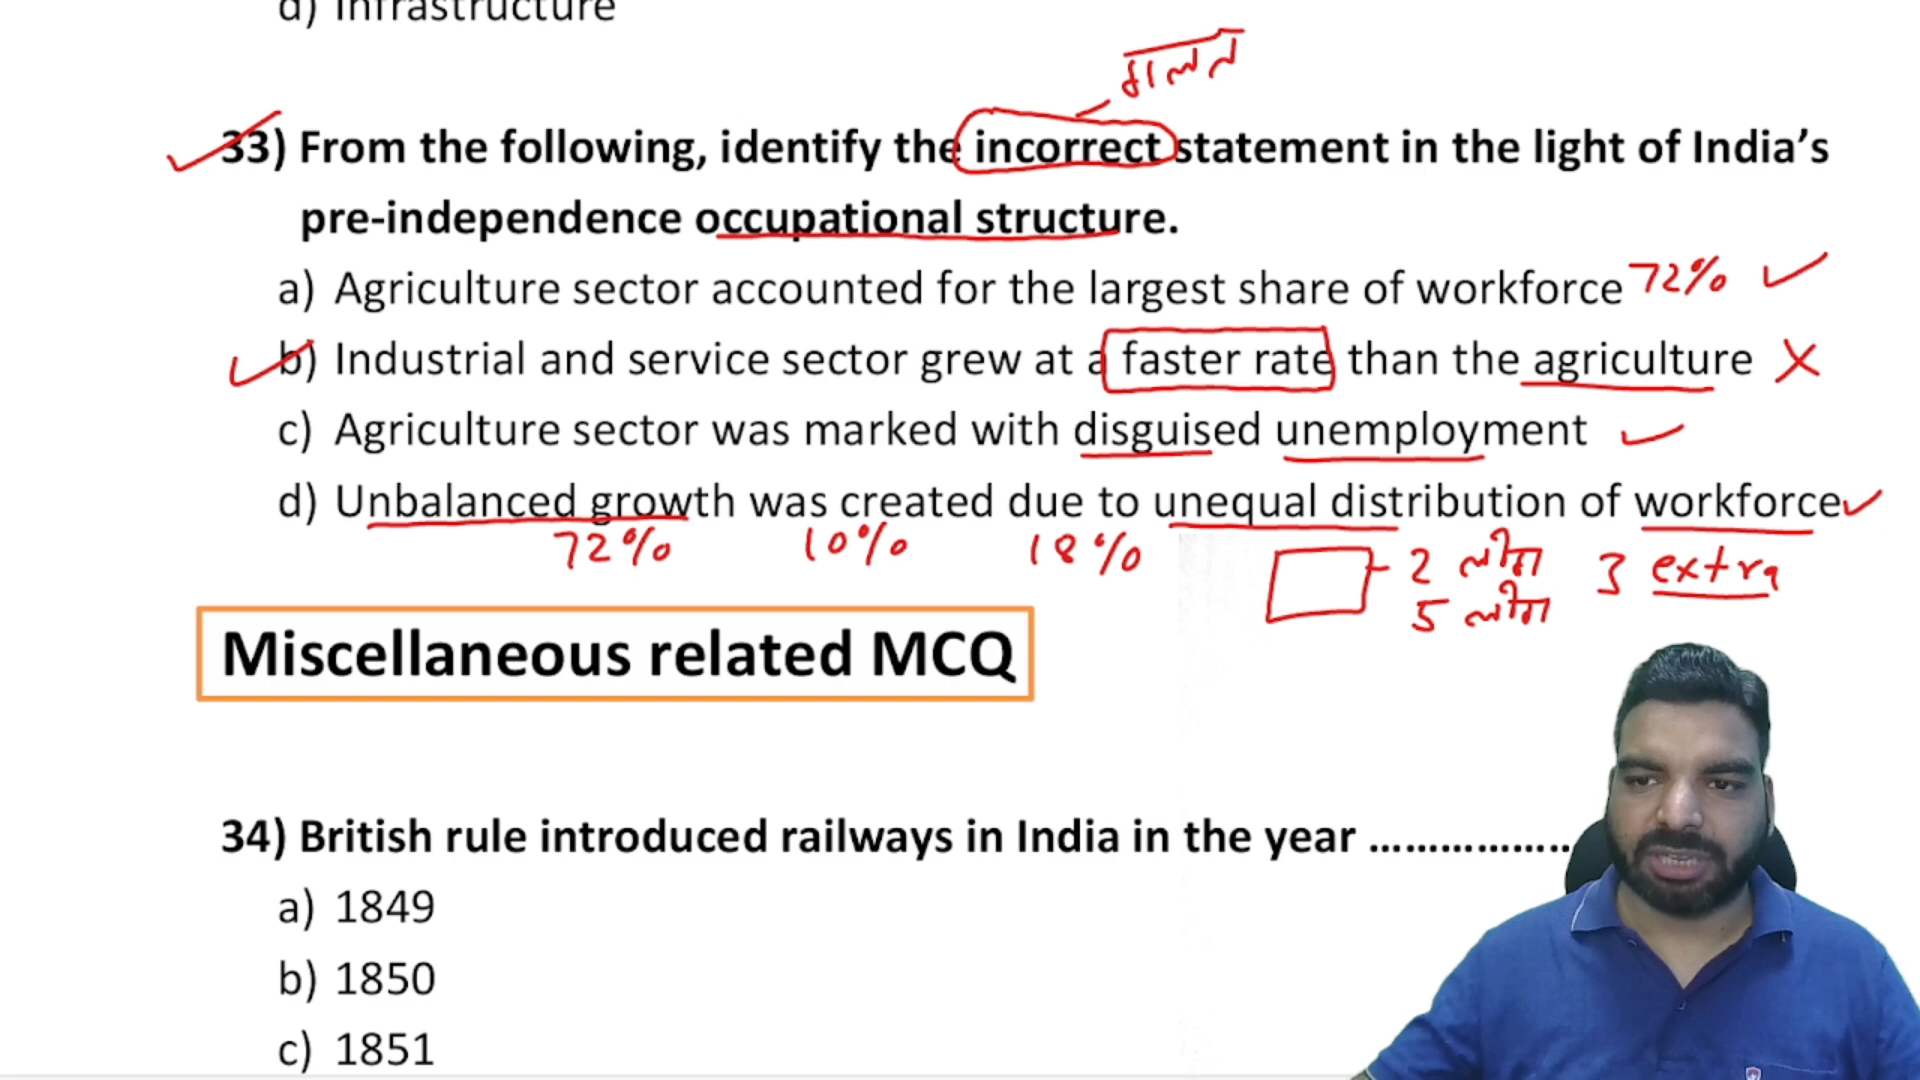 d) Infrastructure
गलत
33) From the following, identify the incorrect statement in the light of India’s
pre-independence occupational structure.
a) Agriculture sector accounted for the largest share of workforce 72% ✓
b) Industrial and service sector grew at a faster rate than the agriculture X
c) Agriculture sector was marked with disguised unemployment ✓
d) Unbalanced growth was created due to unequal distribution of workforce ✓
72% 10% 18% 2 3 extra
5
Miscellaneous related MCQ
34) British rule introduced railways in India in the year ………………..
a) 1849
b) 1850
c) 1851